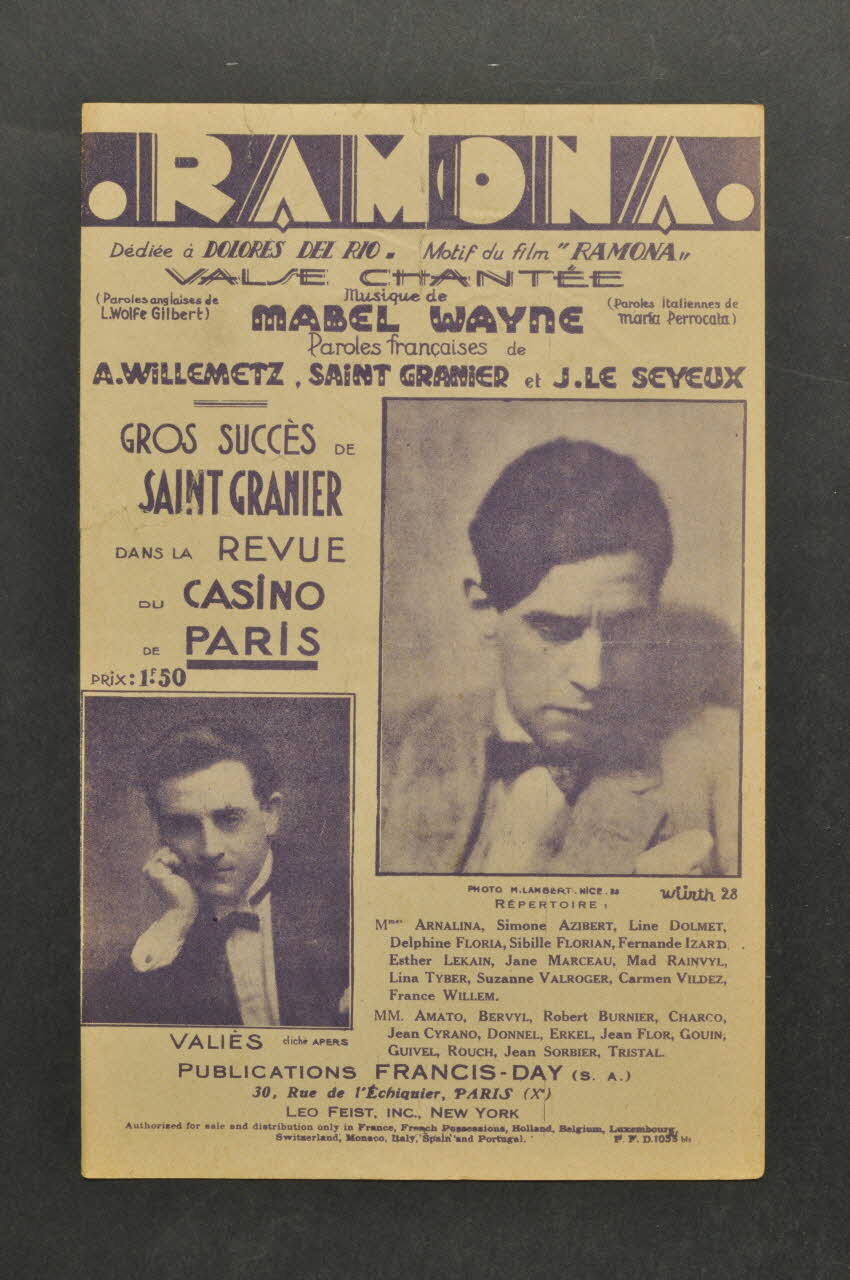 .RAMONA.
Dédiée à DOLORES DEL RIO. Motif du film "RAMONA"
VALSE CHANTÉE
(Paroles anglaises de
L.Wolfe Gilbert)
Musique de
MABEL WAYNE
(Paroles Italiennes de
Maria Perrocata)
Paroles françaises de
A.WILLEMETZ, SAINT GRANIER et J.LE SEYEUX
GROS SUCCÈS DE
SAINT GRANIER
DANS LA REVUE
DU CASINO
DE PARIS
PRIX: 1F.50
PHOTO M.LAMBERT.NICE.28
Würth 28
RÉPERTOIRE:
Mmes ARNALINA, Simone AZIBERT, Line DOLMET,
Delphine FLORIA, Sibille FLORIAN, Fernande IZARD
Esther LEKAIN, Jane MARCEAU, Mad RAINVYL,
Lina TYBER, Suzanne VALROGER, Carmen VILDEZ,
France WILLEM.
MM. AMATO, BERVYL, Robert BURNIER, CHARCO,
Jean CYRANO, DONNEL, ERKEL, Jean FLOR, GOUIN,
GUIVEL, ROUCH, Jean SORBIER, TRISTAL.
VALIÈS cliché APERS
PUBLICATIONS FRANCIS-DAY (S. A.)
30, Rue de l'Échiquier, PARIS (Xe)
LEO FEIST, INC., NEW YORK
Authorised for sale and distribution only in France, French Possessions, Holland, Belgium, Luxembourg,
Switzerland, Monaco, Italy, Spain and Portugal.